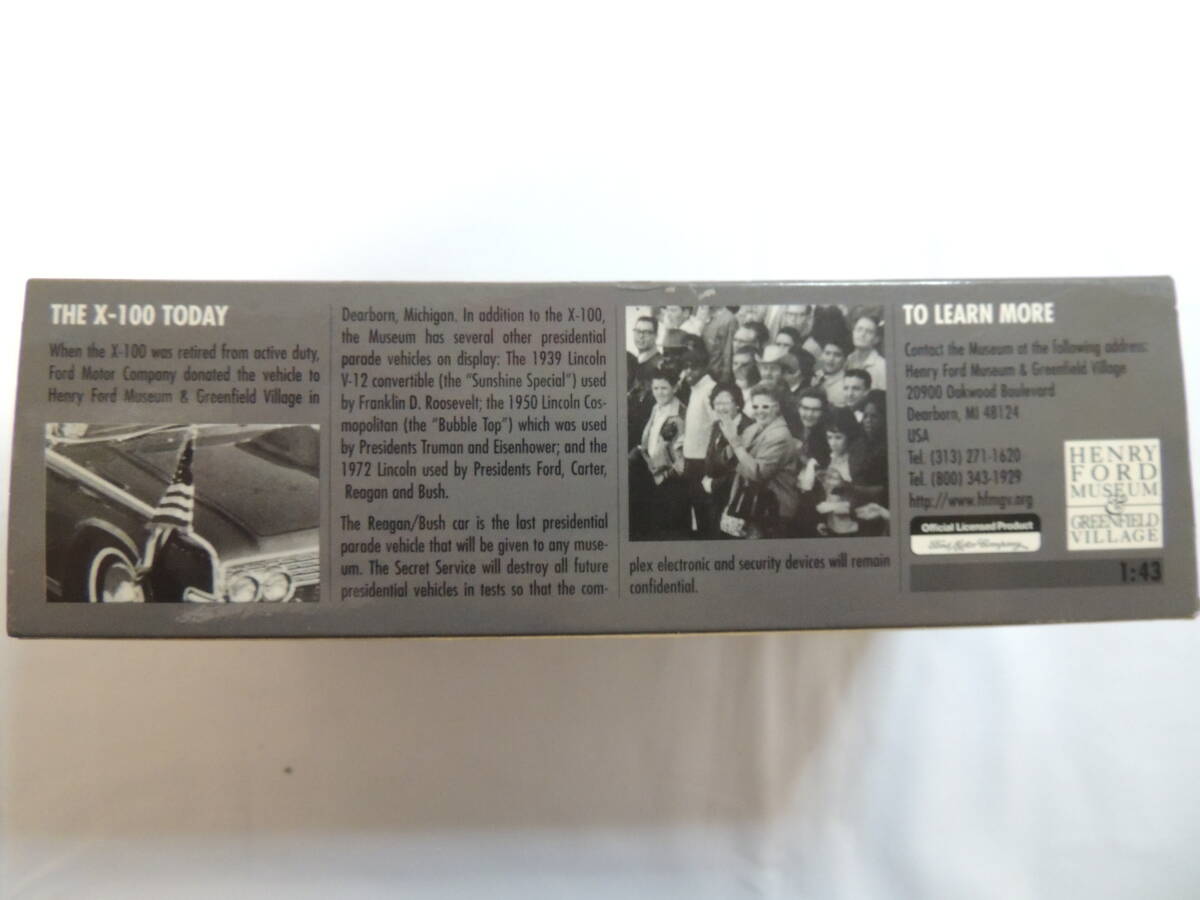 THE X-100 TODAY
When the X-100 was retired from active duty,
Ford Motor Company donated the vehicle to
Henry Ford Museum & Greenfield Village in
Dearborn, Michigan. In addition to the X-100,
the Museum has several other presidential
parade vehicles on display: The 1939 Lincoln
V-12 convertible (the "Sunshine Special") used
by Franklin D. Roosevelt; the 1950 Lincoln Cos-
mopolitan (the "Bubble Top") which was used
by Presidents Truman and Eisenhower; and the
1972 Lincoln used by Presidents Ford, Carter,
Reagan and Bush.
The Reagan/Bush car is the last presidential
parade vehicle that will be given to any muse-
um. The Secret Service will destroy all future
presidential vehicles in tests so that the com-
plex electronic and security devices will remain
confidential.
TO LEARN MORE
Contact the Museum at the following address:
Henry Ford Museum & Greenfield Village
20900 Oakwood Boulevard
Dearborn, MI 48124
USA
Tel. (313) 271-1620
Tel. (800) 343-1929
http://www.hfmgv.org
Official Licensed Product
Ford Motor Company
HENRY
FORD
MUSEUM
&
GREENFIELD
VILLAGE
1:43